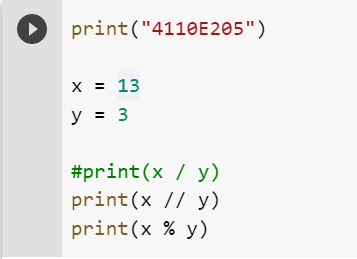 print("4110E205")
x = 13
y = 3
#print(x / y)
print(x // y)
print(x % y)